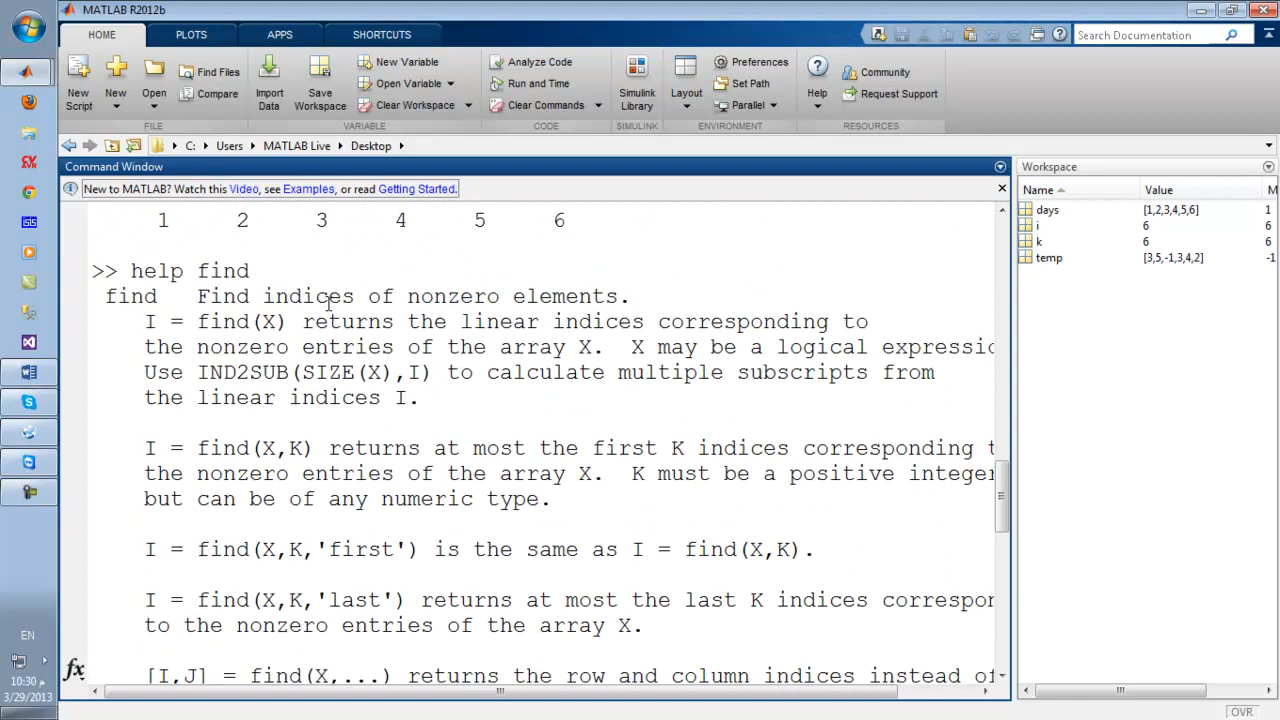 MATLAB R2012b
HOME PLOTS APPS SHORTCUTS
Search Documentation
New Script
New
Open
Find Files
Compare
Import Data
Save Workspace
New Variable
Open Variable
Clear Workspace
Analyze Code
Run and Time
Clear Commands
Simulink Library
Layout
Preferences
Set Path
Parallel
Help
Community
Request Support
FILE VARIABLE CODE SIMULINK ENVIRONMENT RESOURCES
C: Users MATLAB Live Desktop
Command Window
New to MATLAB? Watch this Video, see Examples, or read Getting Started.
1 2 3 4 5 6
>> help find
find Find indices of nonzero elements.
I = find(X) returns the linear indices corresponding to
the nonzero entries of the array X. X may be a logical expressio
Use IND2SUB(SIZE(X),I) to calculate multiple subscripts from
the linear indices I.
I = find(X,K) returns at most the first K indices corresponding t
the nonzero entries of the array X. K must be a positive integer
but can be of any numeric type.
I = find(X,K,'first') is the same as I = find(X,K).
I = find(X,K,'last') returns at most the last K indices correspon
to the nonzero entries of the array X.
[I,J] = find(X,...) returns the row and column indices instead of
fx
Workspace
Name Value M
days [1,2,3,4,5,6] 1
i 6 6
k 6 6
temp [3,5,-1,3,4,2] -1
EN
10:30 م
3/29/2013
OVR
CVX
ISIS